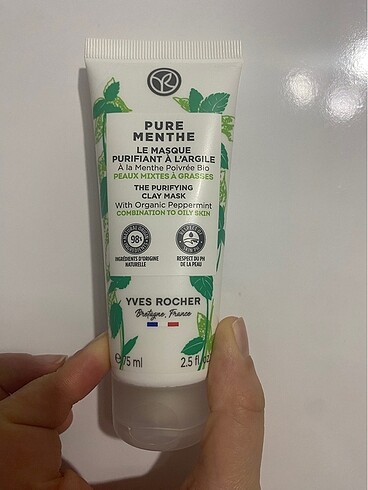 PURE
MENTHE
LE MASQUE
PURIFIANT À L'ARGILE
À la Menthe Poivrée Bio
PEAUX MIXTES À GRASSES
THE PURIFYING
CLAY MASK
With Organic Peppermint
COMBINATION TO OILY SKIN
98%
INGRÉDIENTS D'ORIGINE
NATURELLE
RESPECT DU PH
DE LA PEAU
YVES ROCHER
Bretagne, France
75 ml
2.5 fl.